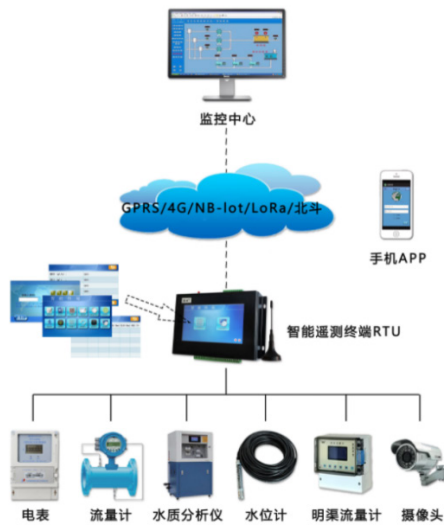 监控中心
GPRS/4G/NB-lot/LoRa/北斗
手机APP
智能遥测终端RTU
电表
流量计
水质分析仪
水位计
明渠流量计
摄像头